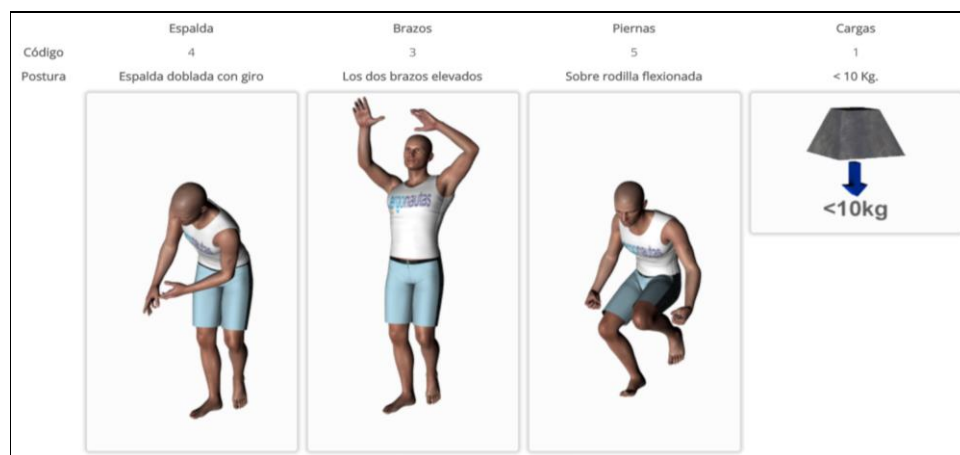 Espalda Brazos Piernas Cargas
Código 4 3 5 1
Postura Espalda doblada con giro Los dos brazos elevados Sobre rodilla flexionada < 10 Kg.
ergonautas
<10kg